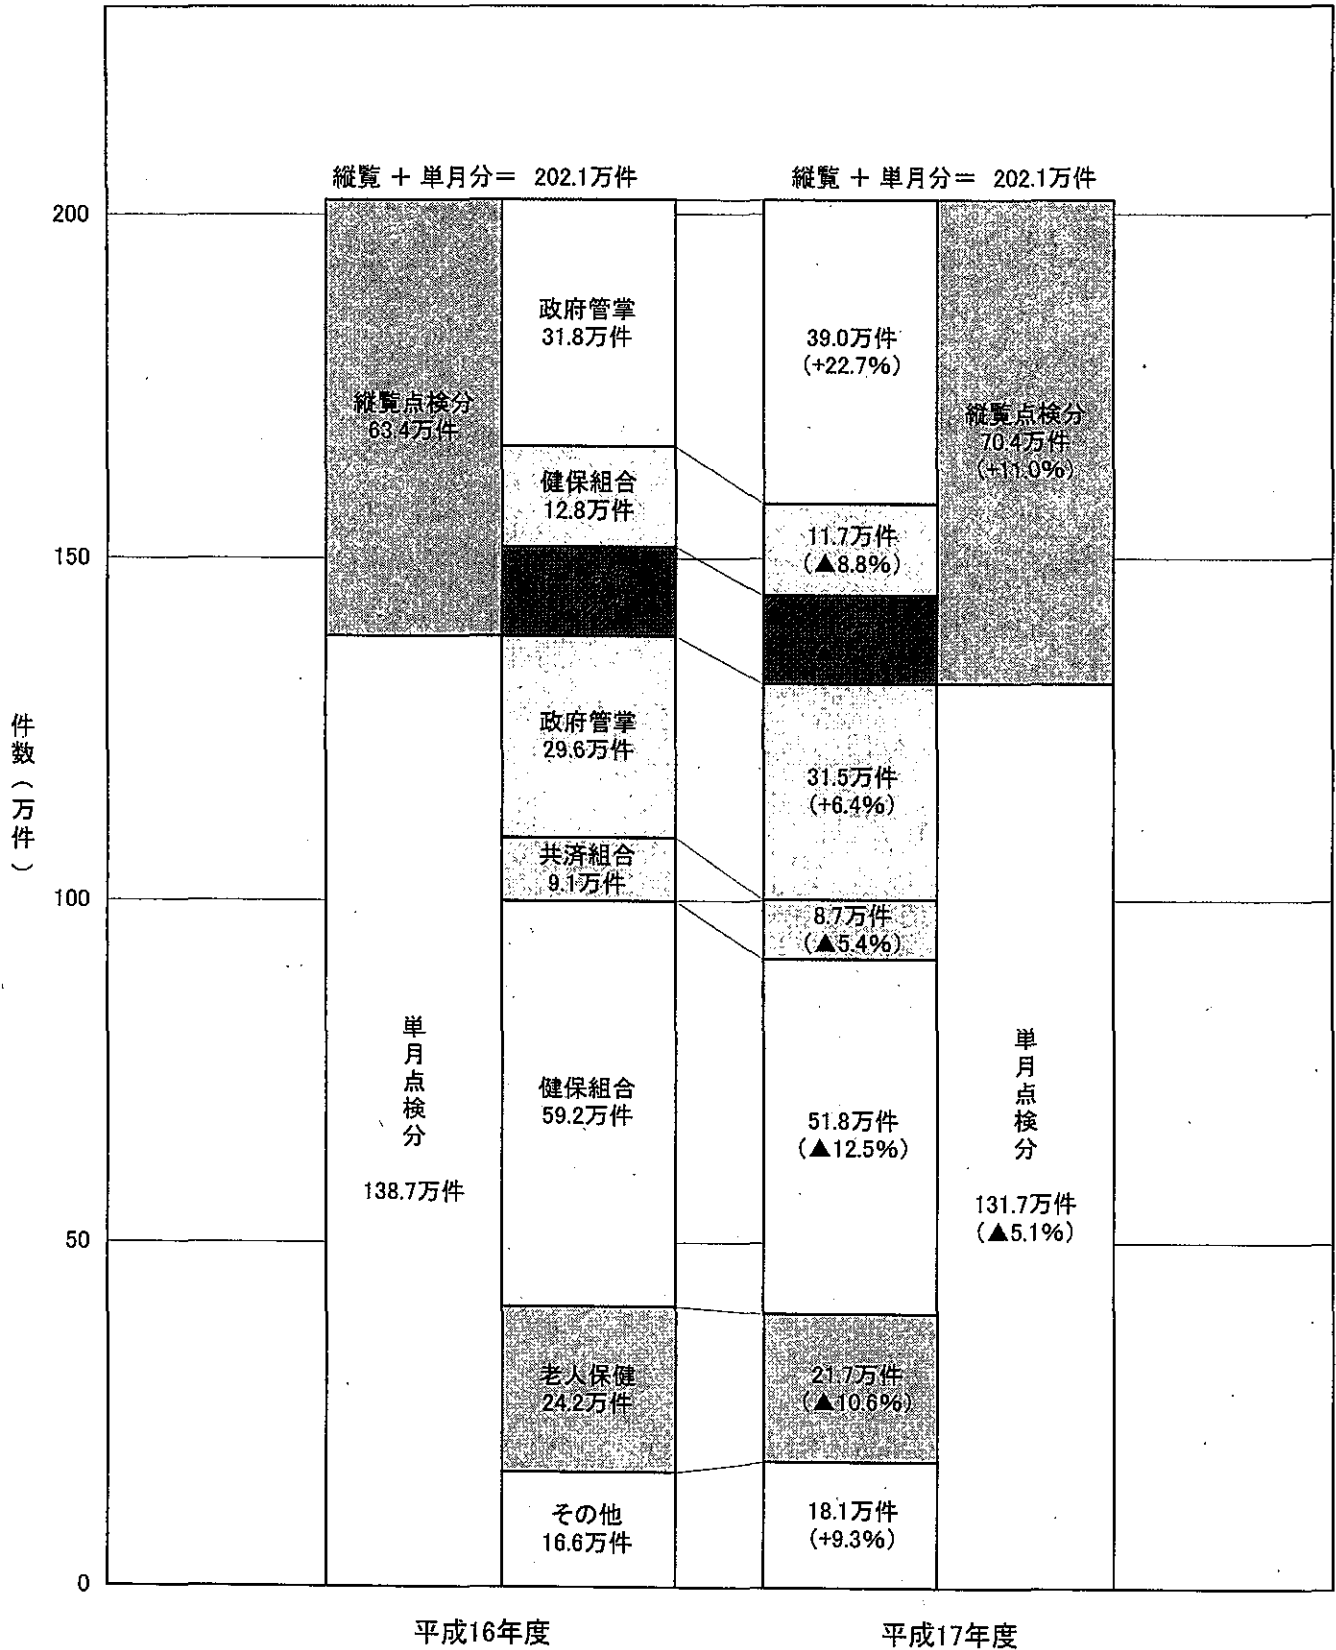 縦覧 + 単月分= 202.1万件
縦覧 + 単月分= 202.1万件
200
150
100
50
0
件数(万件)
縦覧点検分
63.4万件
単月点検分
138.7万件
政府管掌
31.8万件
健保組合
12.8万件
政府管掌
29.6万件
共済組合
9.1万件
健保組合
59.2万件
老人保健
24.2万件
その他
16.6万件
39.0万件
(+22.7%)
11.7万件
(▲8.8%)
31.5万件
(+6.4%)
8.7万件
(▲5.4%)
51.8万件
(▲12.5%)
21.7万件
(▲10.6%)
18.1万件
(+9.3%)
縦覧点検分
70.4万件
(+11.0%)
単月点検分
131.7万件
(▲5.1%)
平成16年度
平成17年度